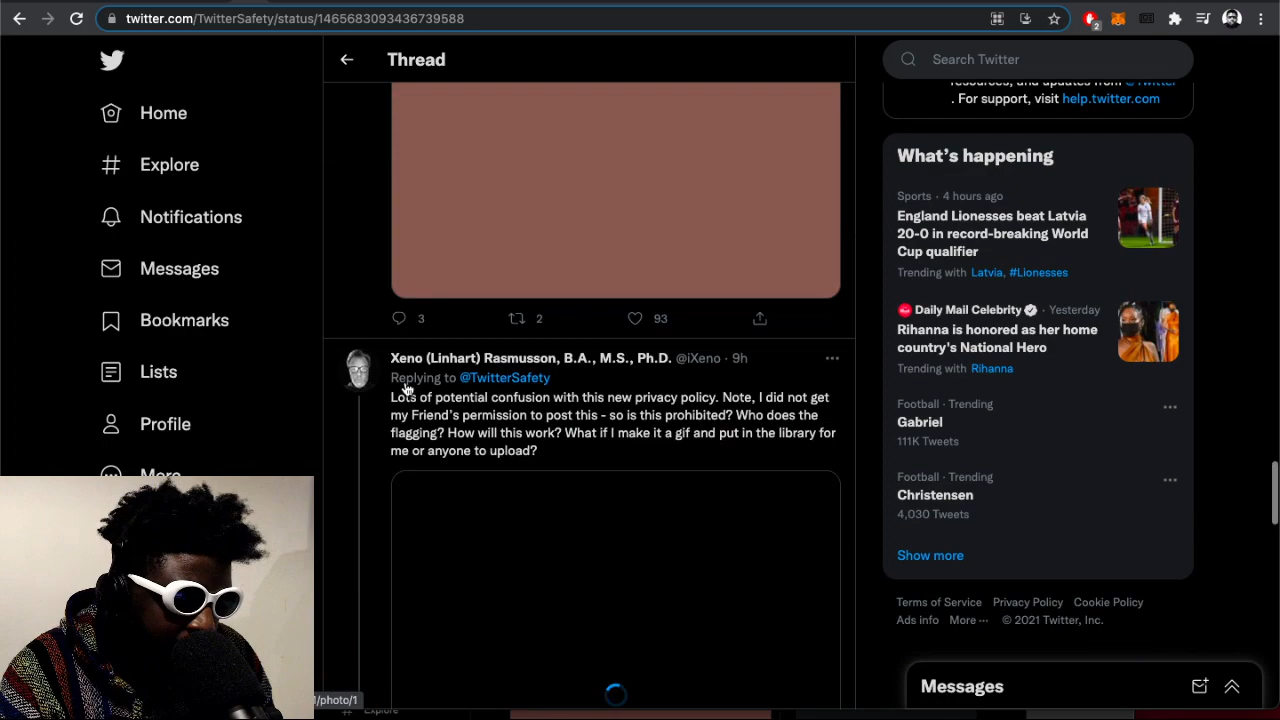 twitter.com/TwitterSafety/status/1465683093436739588
2
Home
Explore
Notifications
Messages
Bookmarks
Lists
Profile
More
Thread
3
2
93
Xeno (Linhart) Rasmusson, B.A., M.S., Ph.D. @iXeno · 9h
Replying to @TwitterSafety
Lots of potential confusion with this new privacy policy. Note, I did not get
my Friend's permission to post this - so is this prohibited? Who does the
flagging? How will this work? What if I make it a gif and put in the library for
me or anyone to upload?
Search Twitter
resources, and updates from @Twitter
. For support, visit help.twitter.com
What's happening
Sports · 4 hours ago
England Lionesses beat Latvia
20-0 in record-breaking World
Cup qualifier
Trending with Latvia, #Lionesses
Daily Mail Celebrity · Yesterday
Rihanna is honored as her home
country's National Hero
Trending with Rihanna
Football · Trending
Gabriel
111K Tweets
Football · Trending
Christensen
4,030 Tweets
Show more
Terms of Service Privacy Policy Cookie Policy
Ads info More ··· © 2021 Twitter, Inc.
Messages
1/photo/1
# Explore